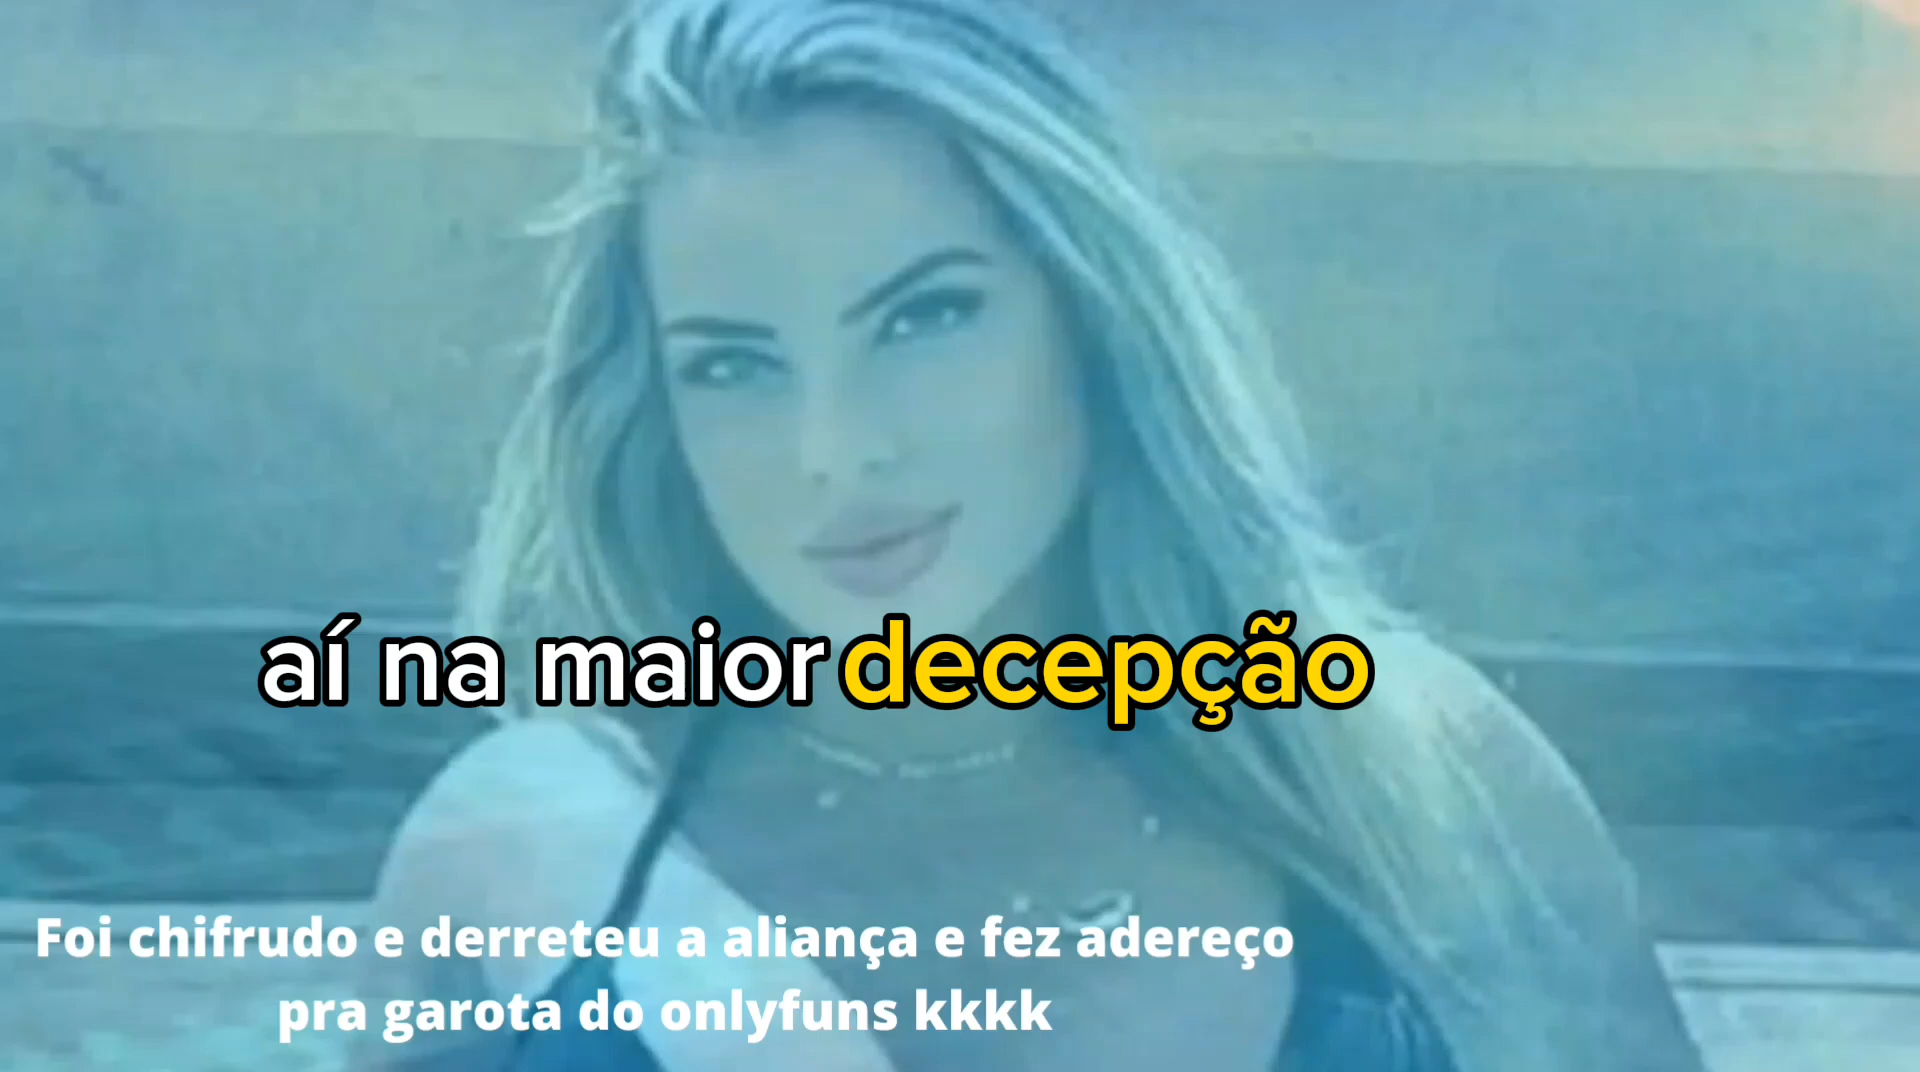 aí na maior decepção
Foi chifrudo e derreteu a aliança e fez adereço
pra garota do onlyfuns kkkk